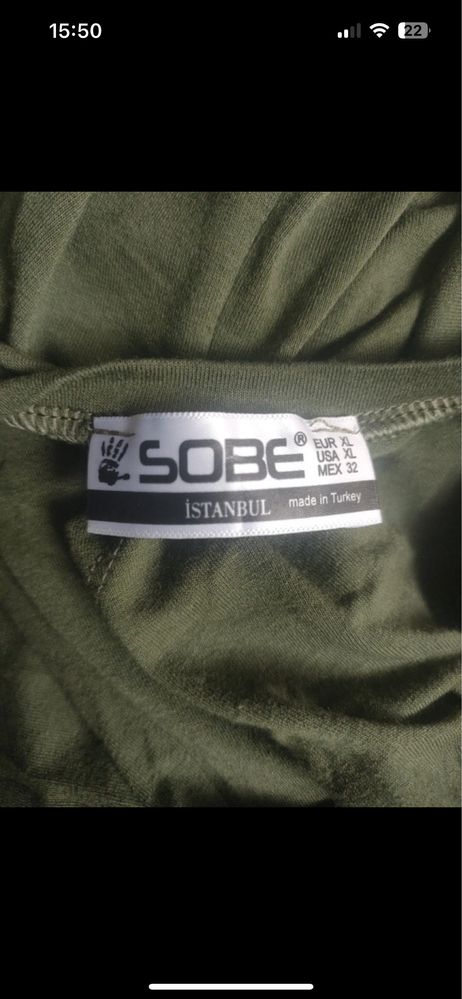 15:50
22
SOBE®
EUR XL
USA XL
MEX 32
İSTANBUL
made in Turkey